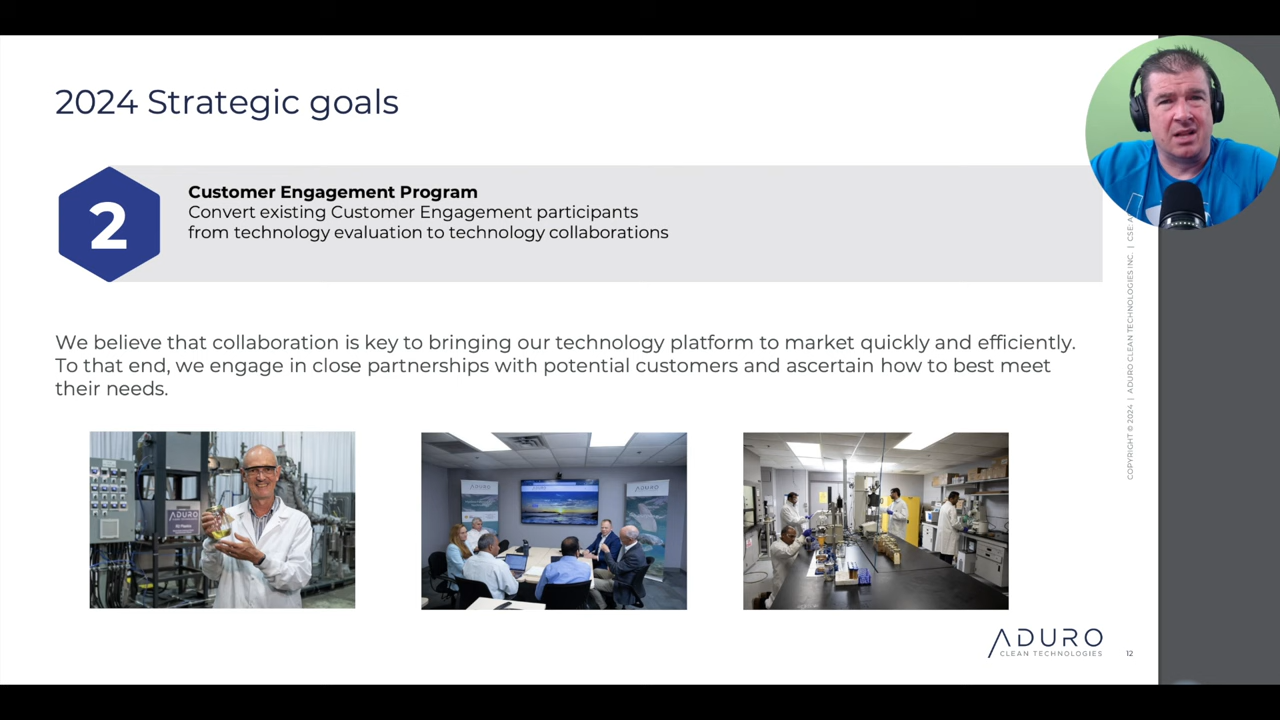 2024 Strategic goals
2
Customer Engagement Program
Convert existing Customer Engagement participants
from technology evaluation to technology collaborations
We believe that collaboration is key to bringing our technology platform to market quickly and efficiently.
To that end, we engage in close partnerships with potential customers and ascertain how to best meet
their needs.
ADURO
ADURO
ADURO
ADURO
CLEAN TECHNOLOGIES
12
COPYRIGHT © 2024 | ADURO CLEAN TECHNOLOGIES INC. | CSE: